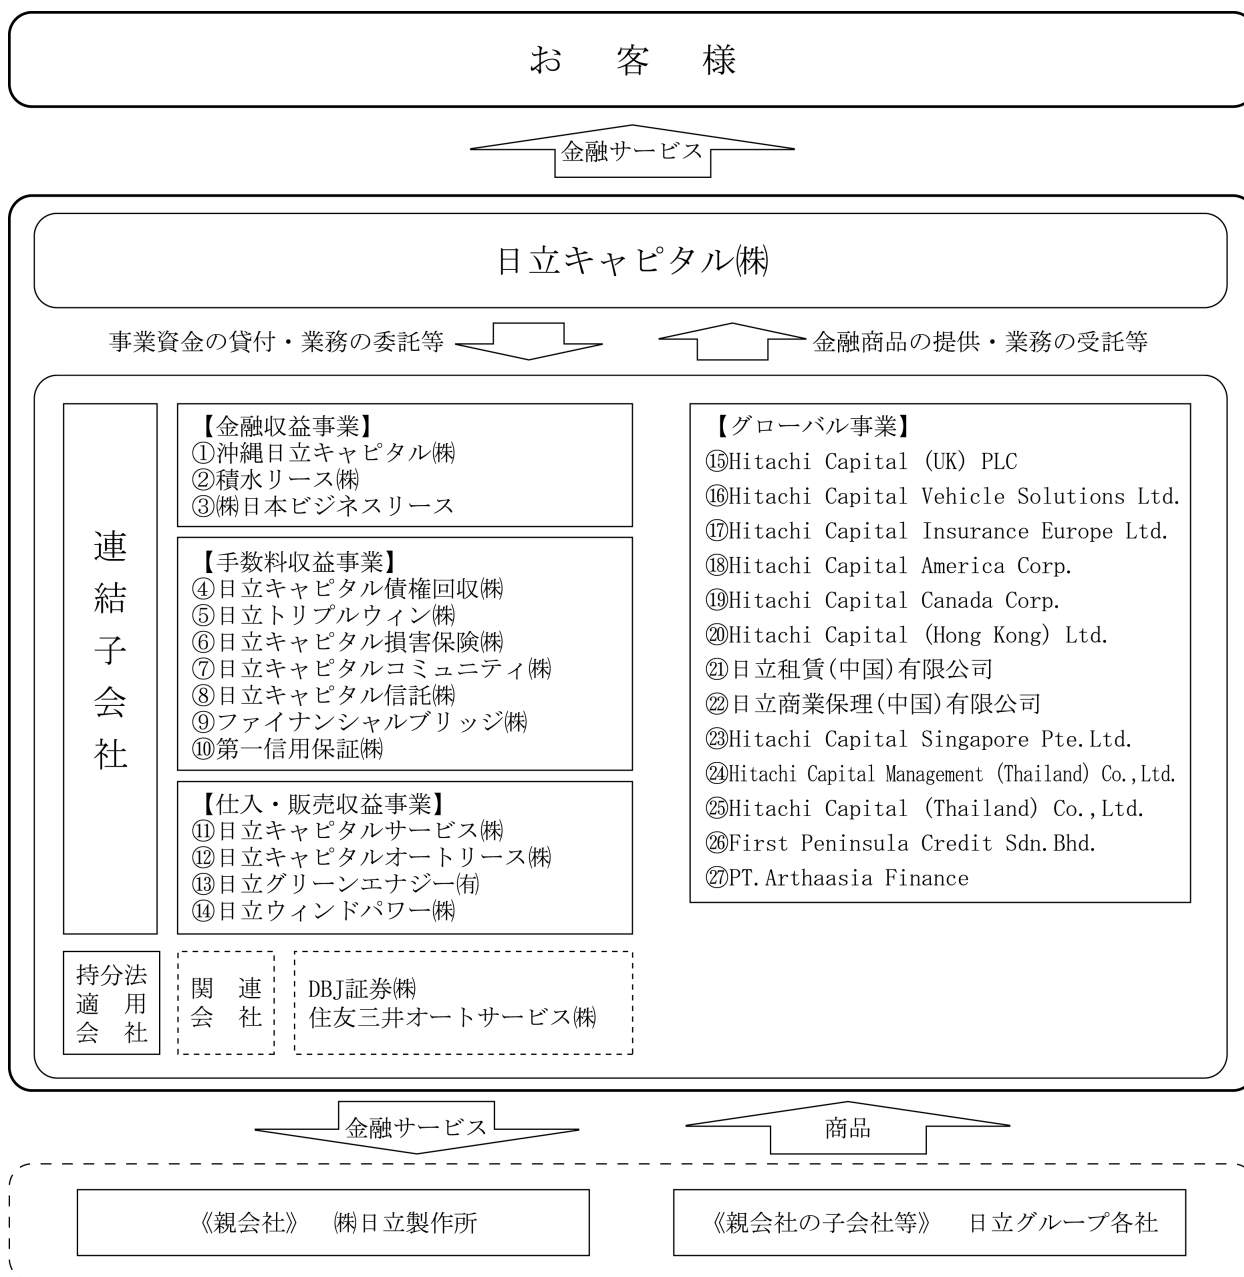 お 客 様
金融サービス
日立キャピタル㈱
事業資金の貸付・業務の委託等
金融商品の提供・業務の受託等
連結子会社
【金融収益事業】
①沖縄日立キャピタル㈱
②積水リース㈱
③㈱日本ビジネスリース
【手数料収益事業】
④日立キャピタル債権回収㈱
⑤日立トリプルウィン㈱
⑥日立キャピタル損害保険㈱
⑦日立キャピタルコミュニティ㈱
⑧日立キャピタル信託㈱
⑨ファイナンシャルブリッジ㈱
⑩第一信用保証㈱
【仕入・販売収益事業】
⑪日立キャピタルサービス㈱
⑫日立キャピタルオートリース㈱
⑬日立グリーンエナジー㈲
⑭日立ウィンドパワー㈱
【グローバル事業】
⑮Hitachi Capital (UK) PLC
⑯Hitachi Capital Vehicle Solutions Ltd.
⑰Hitachi Capital Insurance Europe Ltd.
⑱Hitachi Capital America Corp.
⑲Hitachi Capital Canada Corp.
⑳Hitachi Capital (Hong Kong) Ltd.
㉑日立租賃(中国)有限公司
㉒日立商業保理(中国)有限公司
㉓Hitachi Capital Singapore Pte.Ltd.
㉔Hitachi Capital Management (Thailand) Co.,Ltd.
㉕Hitachi Capital (Thailand) Co.,Ltd.
㉖First Peninsula Credit Sdn.Bhd.
㉗PT.Arthaasia Finance
持分法
適 用
会 社
関 連
会 社
DBJ証券㈱
住友三井オートサービス㈱
金融サービス
商品
《親会社》 ㈱日立製作所
《親会社の子会社等》 日立グループ各社